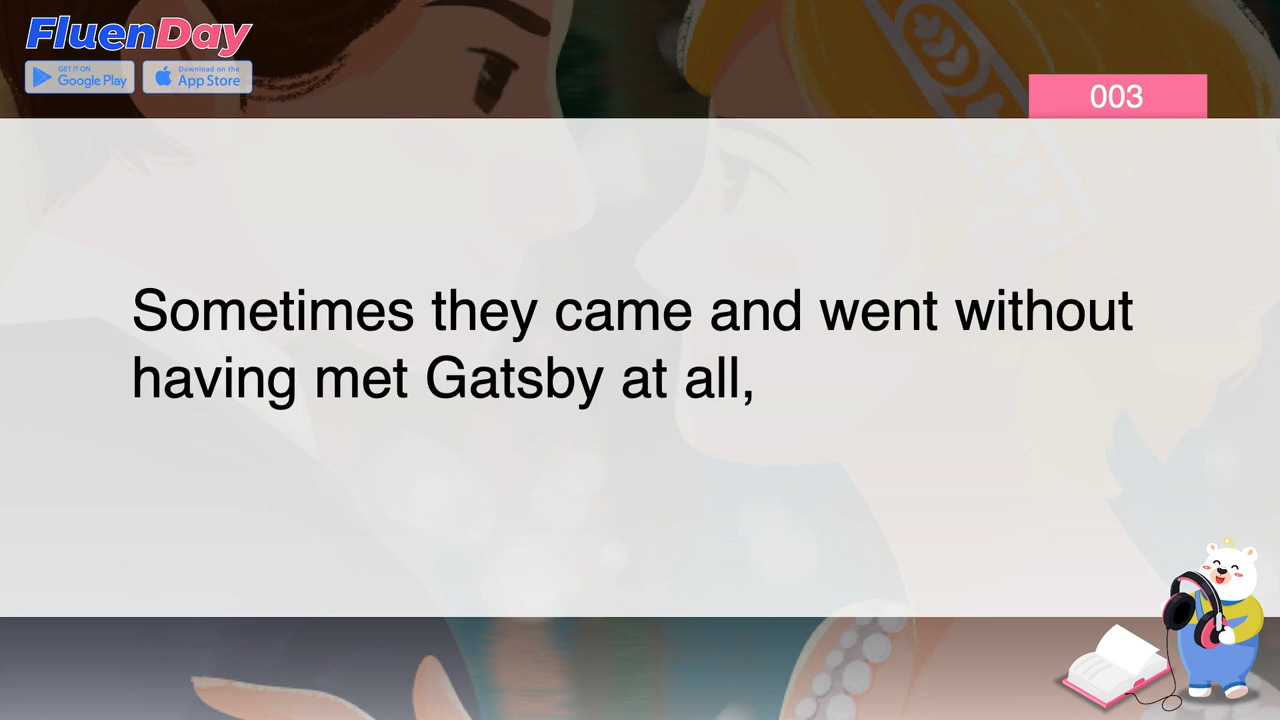 FluenDay
GET IT ON
Google Play
Download on the
App Store
003
Sometimes they came and went without
having met Gatsby at all,